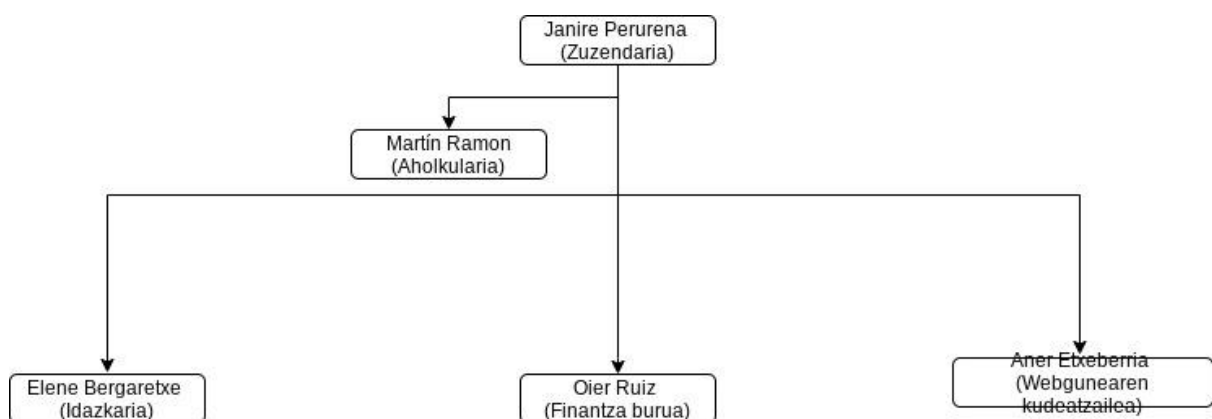 Janire Perurena
(Zuzendaria)
Martín Ramon
(Aholkularia)
Elene Bergaretxe
(Idazkaria)
Oier Ruiz
(Finantza burua)
Aner Etxeberria
(Webgunearen
kudeatzailea)